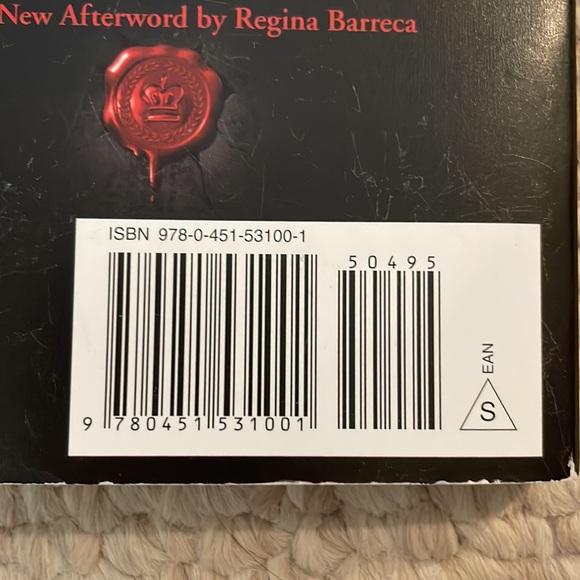 New Afterword by Regina Barreca
ISBN 978-0-451-53100-1
50495
EAN
S
9 780451 531001